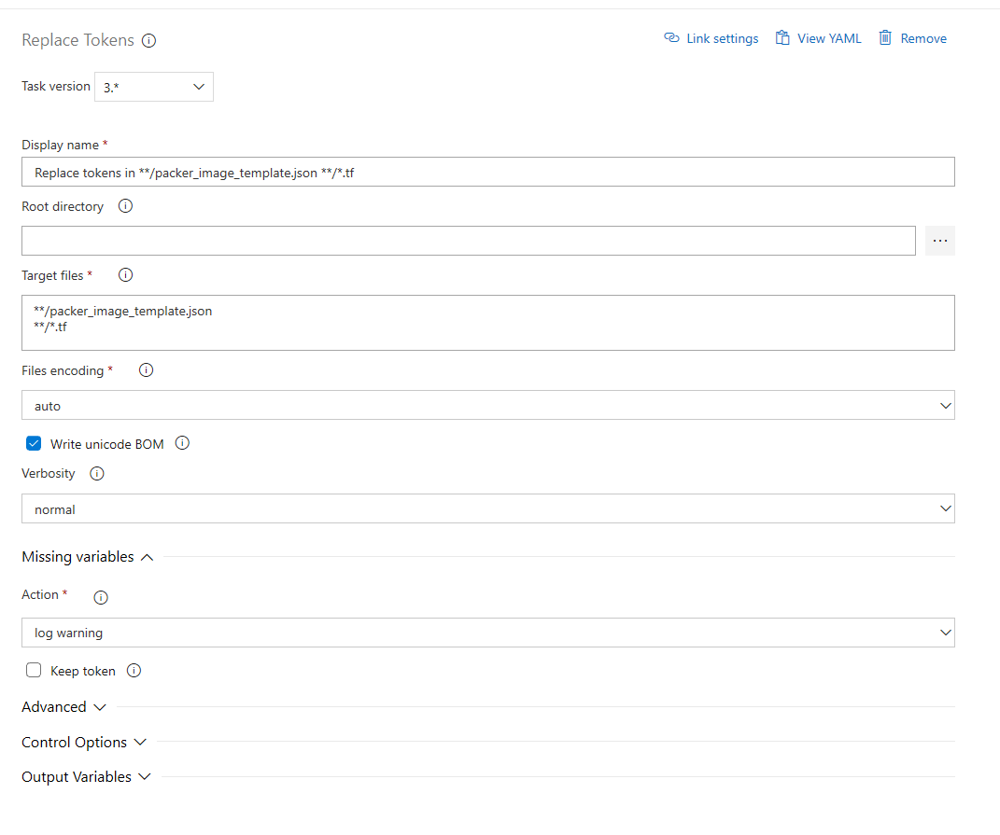 Replace Tokens
Link settings
View YAML
Remove
Task version 3.*
Display name *
Replace tokens in **/packer_image_template.json **/*.tf
Root directory
...
Target files *
**/packer_image_template.json
**/*.tf
Files encoding *
auto
Write unicode BOM
Verbosity
normal
Missing variables
Action *
log warning
Keep token
Advanced
Control Options
Output Variables